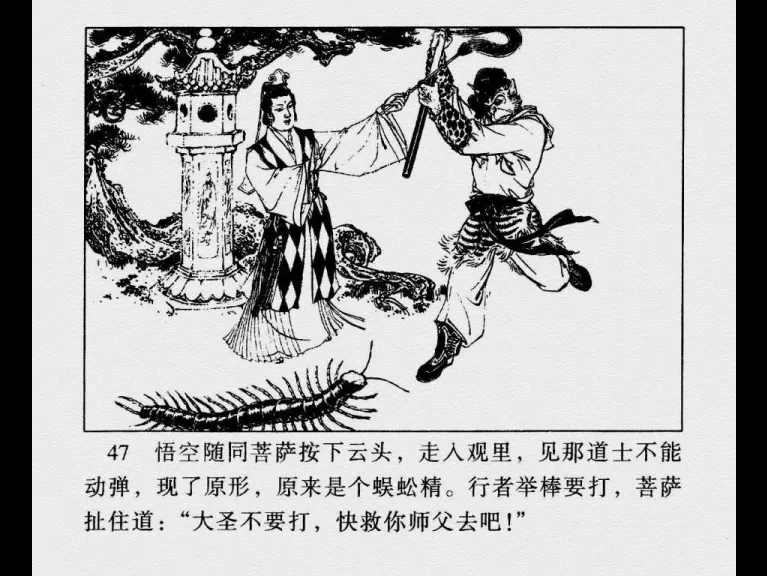 47 悟空随同菩萨按下云头，走入观里，见那道士不能
动弹，现了原形，原来是个蜈蚣精。行者举棒要打，菩萨
扯住道：“大圣不要打，快救你师父去吧！”